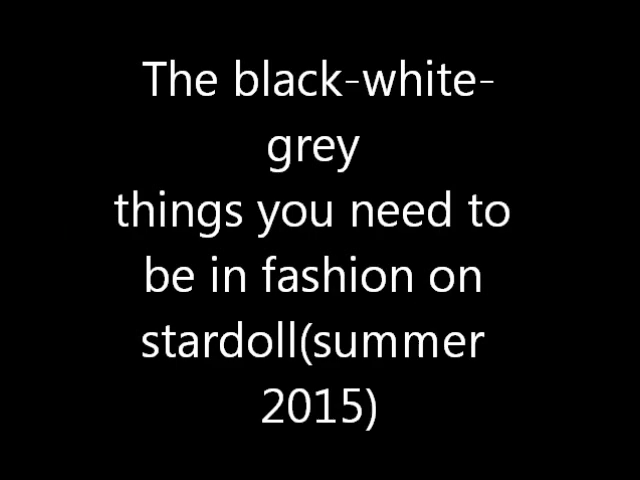 The black-white-
grey
things you need to
be in fashion on
stardoll(summer
2015)